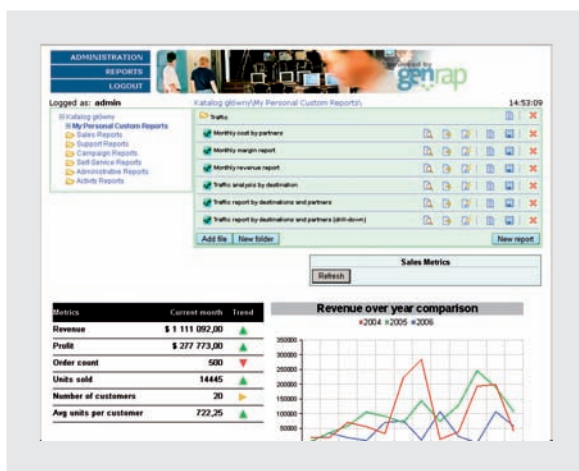 ADMINISTRATION
REPORTS
LOGOUT
powered by
genrap
Logged as: admin
Katalog główny\My Personal Custom Reports\
14:53:09
Katalog główny
My Personal Custom Reports
Sales Reports
Support Reports
Campaign Reports
Self-Service Reports
Administrative Reports
Activity Reports
Traffic
Monthly cost by partners
Monthly margin report
Monthly revenue report
Traffic analysis by destination
Traffic report by destinations and partners
Traffic report by destinations and partners (drill-down)
Add file
New folder
New report
Sales Metrics
Refresh
Metrics Current month Trend
Revenue $ 1 111 092,00
Profit $ 277 773,00
Order count 500
Units sold 14445
Number of customers 20
Avg units per customer 722,25
Revenue over year comparison
2004 2005 2006
350000
300000
250000
200000
150000
100000
50000